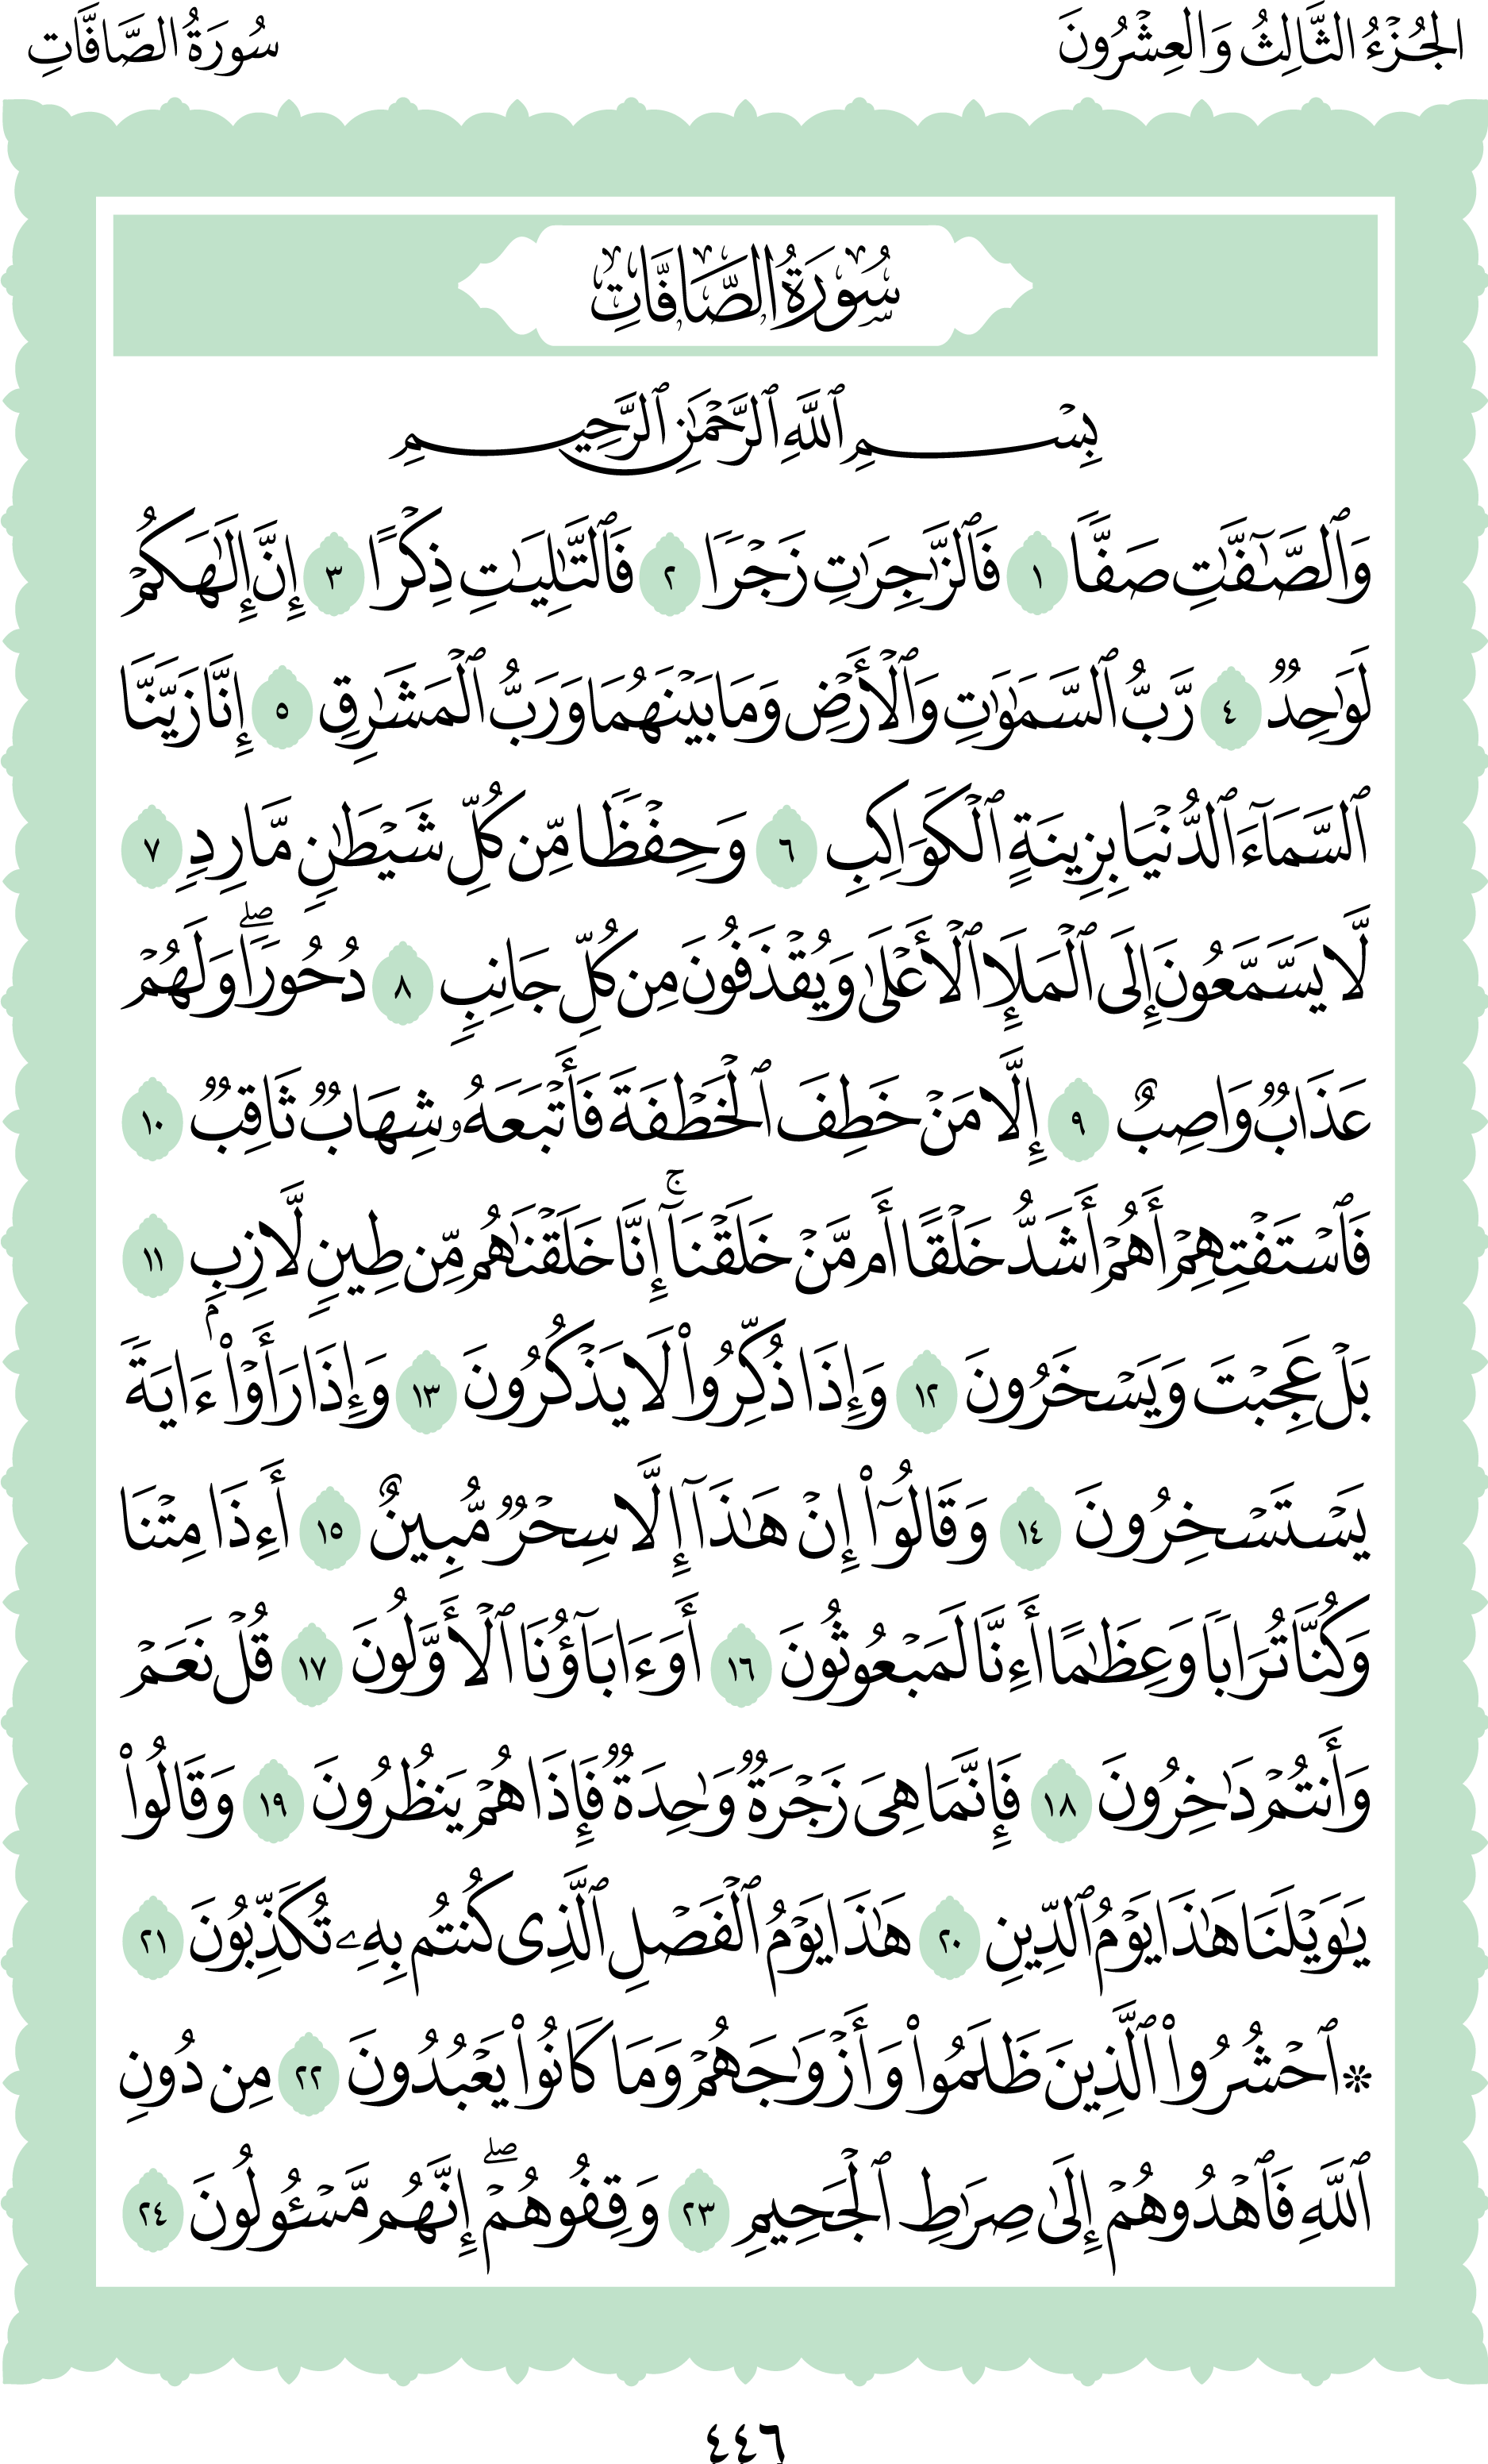 الجُزْءُ الثَّالِثُ وَالعِشْرُونَ سُورَةُ الصَّافَّاتِ
سُورَةُ الصَّافَّاتِ
بِسْمِ ٱللَّهِ ٱلرَّحْمَٰنِ ٱلرَّحِيمِ
وَٱلصَّٰٓفَّٰتِ صَفًّا ١ فَٱلزَّٰجِرَٰتِ زَجْرًا ٢ فَٱلتَّٰلِيَٰتِ ذِكْرًا ٣ إِنَّ إِلَٰهَكُمْ
لَوَٰحِدٌ ٤ رَّبُّ ٱلسَّمَٰوَٰتِ وَٱلْأَرْضِ وَمَا بَيْنَهُمَا وَرَبُّ ٱلْمَشَٰرِقِ ٥ إِنَّا زَيَّنَّا
ٱلسَّمَآءَ ٱلدُّنْيَا بِزِينَةٍ ٱلْكَوَاكِبِ ٦ وَحِفْظًا مِّن كُلِّ شَيْطَٰنٍ مَّارِدٍ ٧
لَّا يَسَّمَّعُونَ إِلَى ٱلْمَلَإِ ٱلْأَعْلَىٰ وَيُقْذَفُونَ مِن كُلِّ جَانِبٍ ٨ دُحُورًا ۖ وَلَهُمْ
عَذَابٌ وَاصِبٌ ٩ إِلَّا مَنْ خَطِفَ ٱلْخَطْفَةَ فَأَتْبَعَهُۥ شِهَابٌ ثَاقِبٌ ١٠
فَٱسْتَفْتِهِمْ أَهُمْ أَشَدُّ خَلْقًا أَم مَّنْ خَلَقْنَآ ۚ إِنَّا خَلَقْنَٰهُم مِّن طِينٍ لَّازِبٍۭ ١١
بَلْ عَجِبْتَ وَيَسْخَرُونَ ١٢ وَإِذَا ذُكِّرُوا۟ لَا يَذْكُرُونَ ١٣ وَإِذَا رَأَوْا۟ ءَايَةً
يَسْتَسْخِرُونَ ١٤ وَقَالُوٓا۟ إِنْ هَٰذَآ إِلَّا سِحْرٌ مُّبِينٌ ١٥ أَءِذَا مِتْنَا
وَكُنَّا تُرَابًا وَعِظَٰمًا أَءِنَّا لَمَبْعُوثُونَ ١٦ أَوَءَابَآؤُنَا ٱلْأَوَّلُونَ ١٧ قُلْ نَعَمْ
وَأَنتُمْ دَٰخِرُونَ ١٨ فَإِنَّمَا هِىَ زَجْرَةٌ وَٰحِدَةٌ فَإِذَا هُمْ يَنظُرُونَ ١٩ وَقَالُوا۟
يَٰوَيْلَنَا هَٰذَا يَوْمُ ٱلدِّينِ ٢٠ هَٰذَا يَوْمُ ٱلْفَصْلِ ٱلَّذِى كُنتُم بِهِۦ تُكَذِّبُونَ ٢١
۞ ٱحْشُرُوا۟ ٱلَّذِينَ ظَلَمُوا۟ وَأَزْوَٰجَهُمْ وَمَا كَانُوا۟ يَعْبُدُونَ ٢٢ مِن دُونِ
ٱللَّهِ فَٱهْدُوهُمْ إِلَىٰ صِرَٰطِ ٱلْجَحِيمِ ٢٣ وَقِفُوهُمْ ۖ إِنَّهُم مَّسْـُٔولُونَ ٢٤
٤٤٦